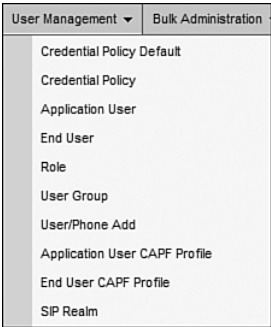 User Management Bulk Administration
Credential Policy Default
Credential Policy
Application User
End User
Role
User Group
User/Phone Add
Application User CAPF Profile
End User CAPF Profile
SIP Realm